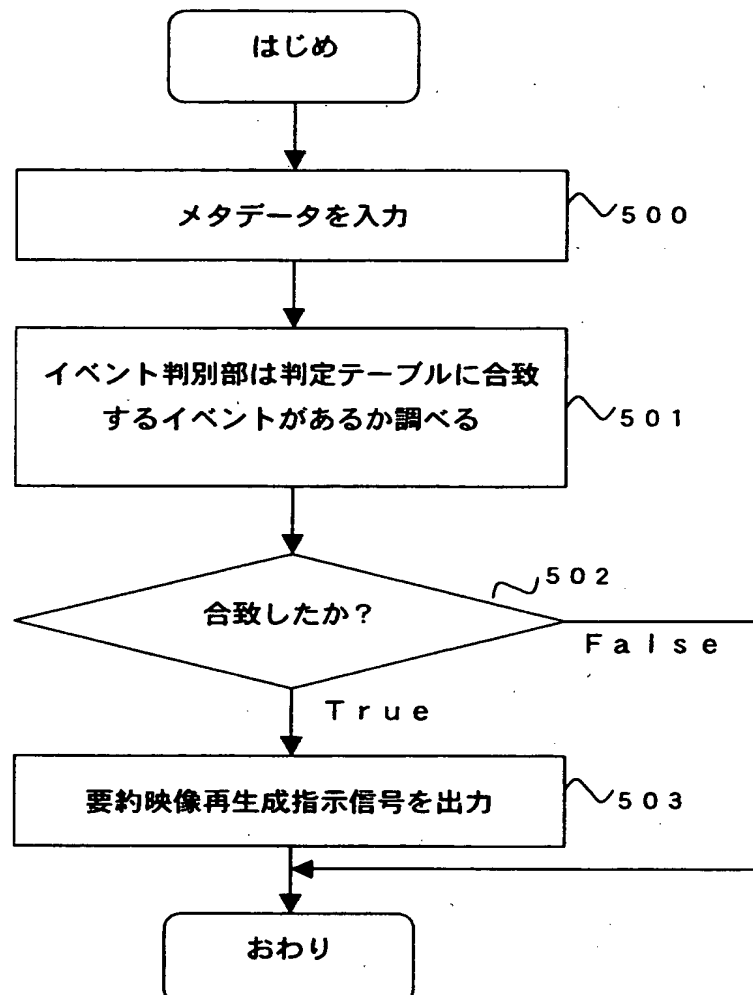 はじめ
メタデータを入力
500
イベント判別部は判定テーブルに合致
するイベントがあるか調べる
501
合致したか？
502
False
True
要約映像再生成指示信号を出力
503
おわり